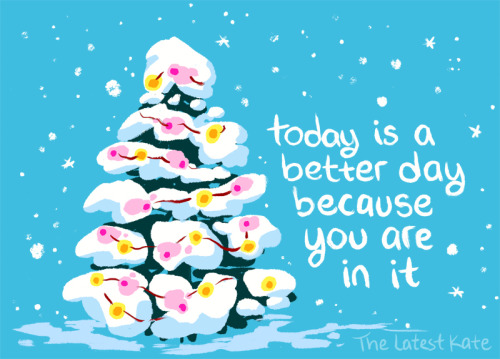 today is a
better day
because
you are
in it
The Latest Kate